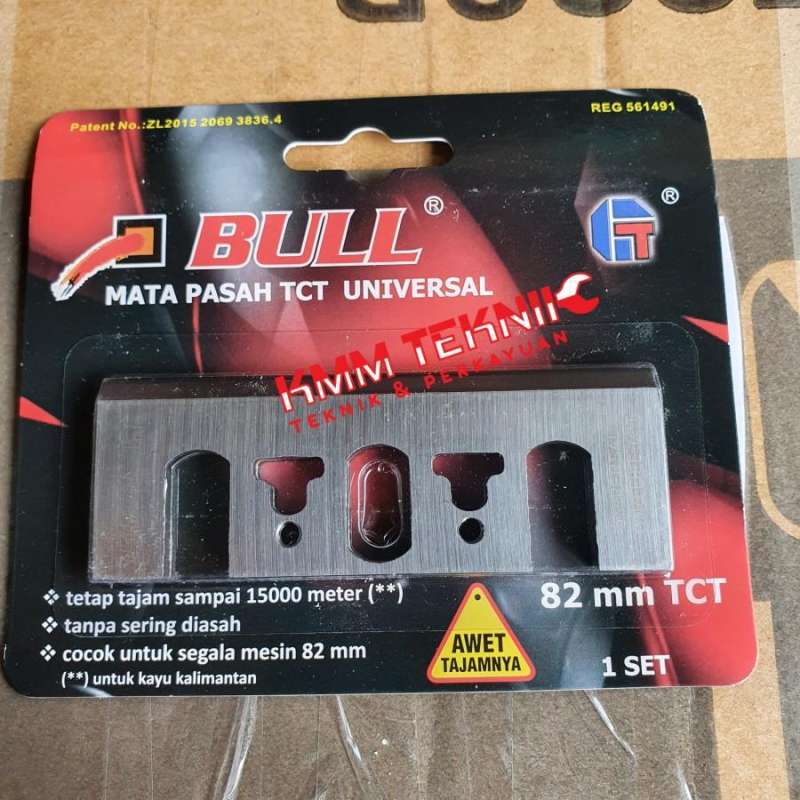 Patent No.:ZL2015 2069 3836.4
REG 561491
BULL®
GT ®
MATA PASAH TCT UNIVERSAL
KMM TEKNIK
TEKNIK & PERKAYUAN
❖ tetap tajam sampai 15000 meter (**)
❖ tanpa sering diasah
❖ cocok untuk segala mesin 82 mm
(**) untuk kayu kalimantan
AWET
TAJAMNYA
82 mm TCT
1 SET